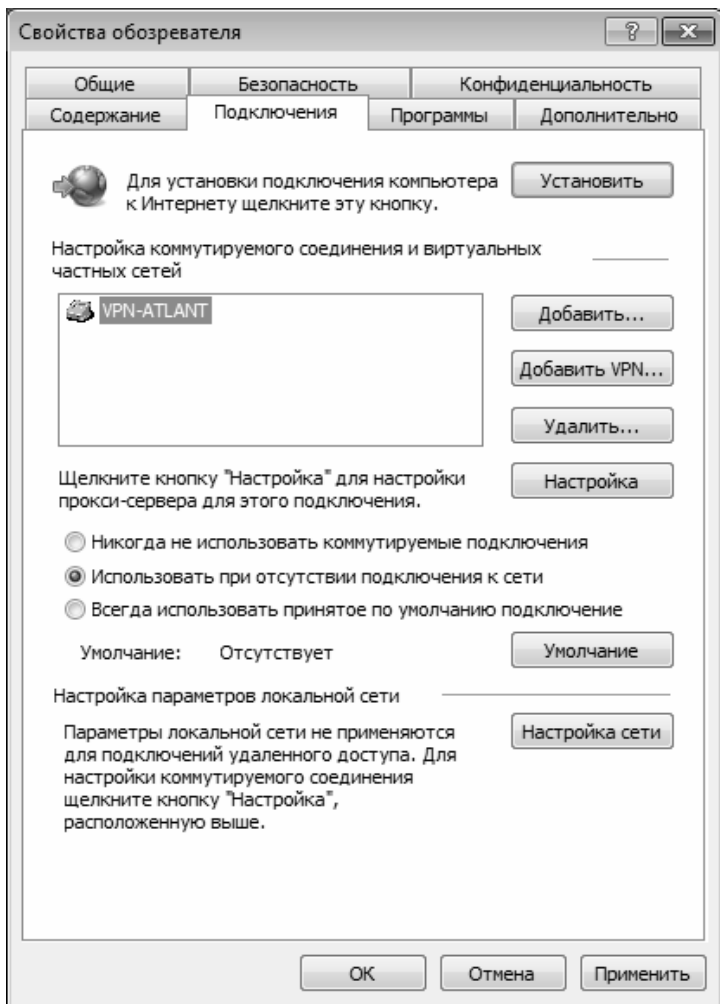 Свойства обозревателя
Общие
Безопасность
Конфиденциальность
Содержание
Подключения
Программы
Дополнительно
Для установки подключения компьютера
к Интернету щелкните эту кнопку.
Установить
Настройка коммутируемого соединения и виртуальных
частных сетей
VPN-ATLANT
Добавить...
Добавить VPN...
Удалить...
Щелкните кнопку "Настройка" для настройки
прокси-сервера для этого подключения.
Настройка
Никогда не использовать коммутируемые подключения
Использовать при отсутствии подключения к сети
Всегда использовать принятое по умолчанию подключение
Умолчание: Отсутствует
Умолчание
Настройка параметров локальной сети
Параметры локальной сети не применяются
для подключений удаленного доступа. Для
настройки коммутируемого соединения
щелкните кнопку "Настройка",
расположенную выше.
Настройка сети
OK
Отмена
Применить